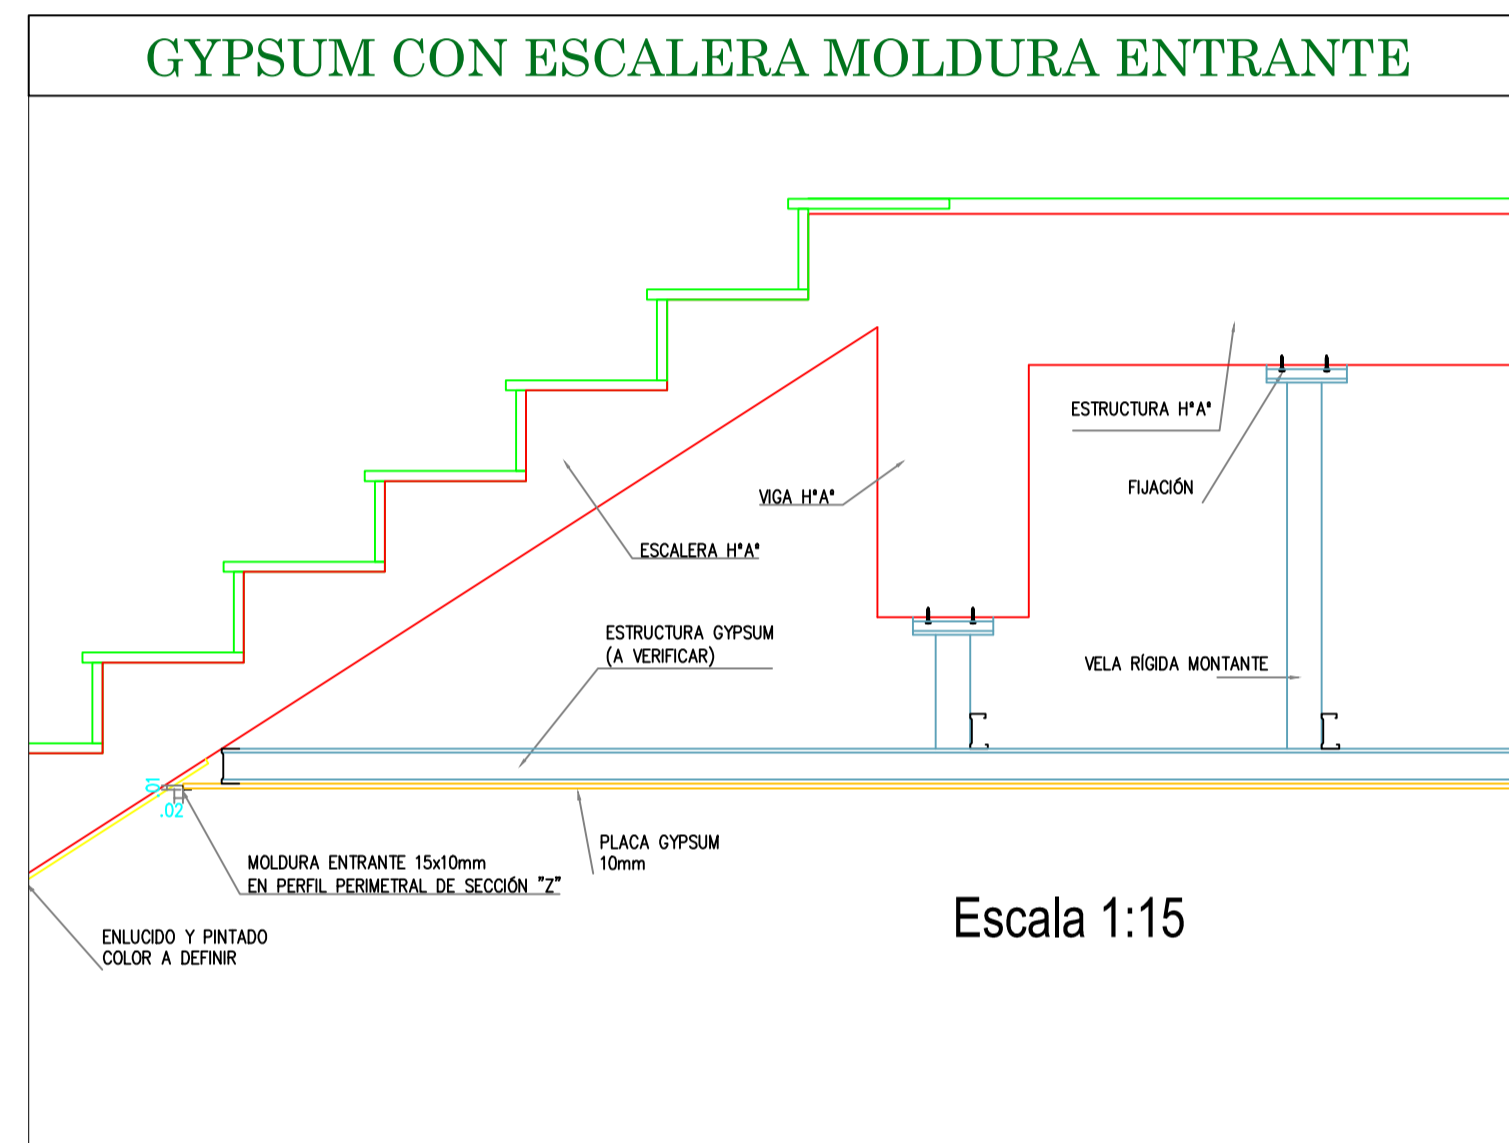 GYPSUM CON ESCALERA MOLDURA ENTRANTE
ESTRUCTURA H°A°
FIJACIÓN
VIGA H°A°
ESCALERA H°A°
ESTRUCTURA GYPSUM
(A VERIFICAR)
VELA RÍGIDA MONTANTE
.01
.02
PLACA GYPSUM
10mm
MOLDURA ENTRANTE 15x10mm
EN PERFIL PERIMETRAL DE SECCIÓN "Z"
Escala 1:15
ENLUCIDO Y PINTADO
COLOR A DEFINIR